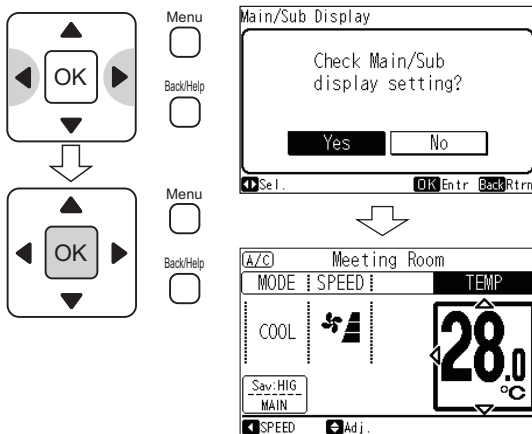 Menu
OK
Back/Help
Menu
OK
Back/Help
Main/Sub Display
Check Main/Sub
display setting?
Yes No
Sel. OK Entr Back Rtrn
A/C Meeting Room
MODE SPEED TEMP
COOL 28.0 °C
Sav:HIG
MAIN
SPEED Adj.